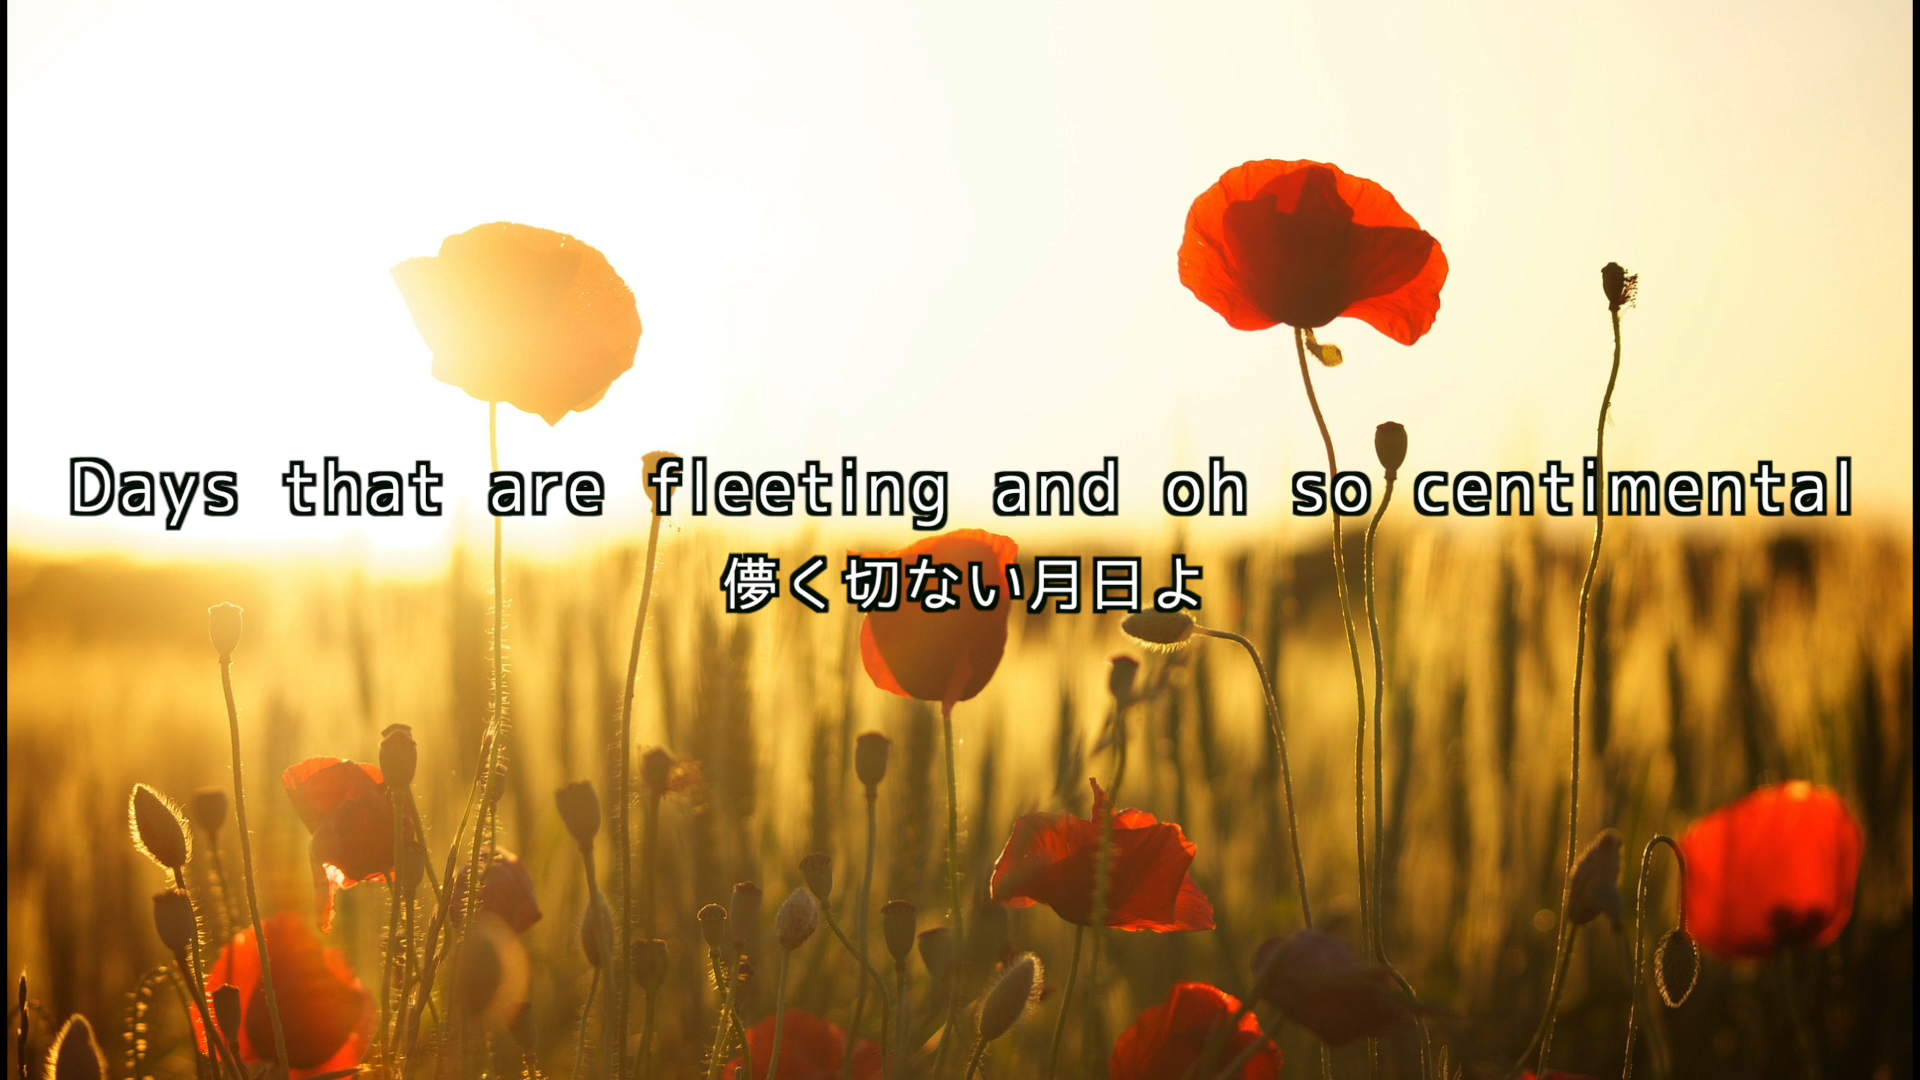 Days that are fleeting and oh so centimental
儚く切ない月日よ